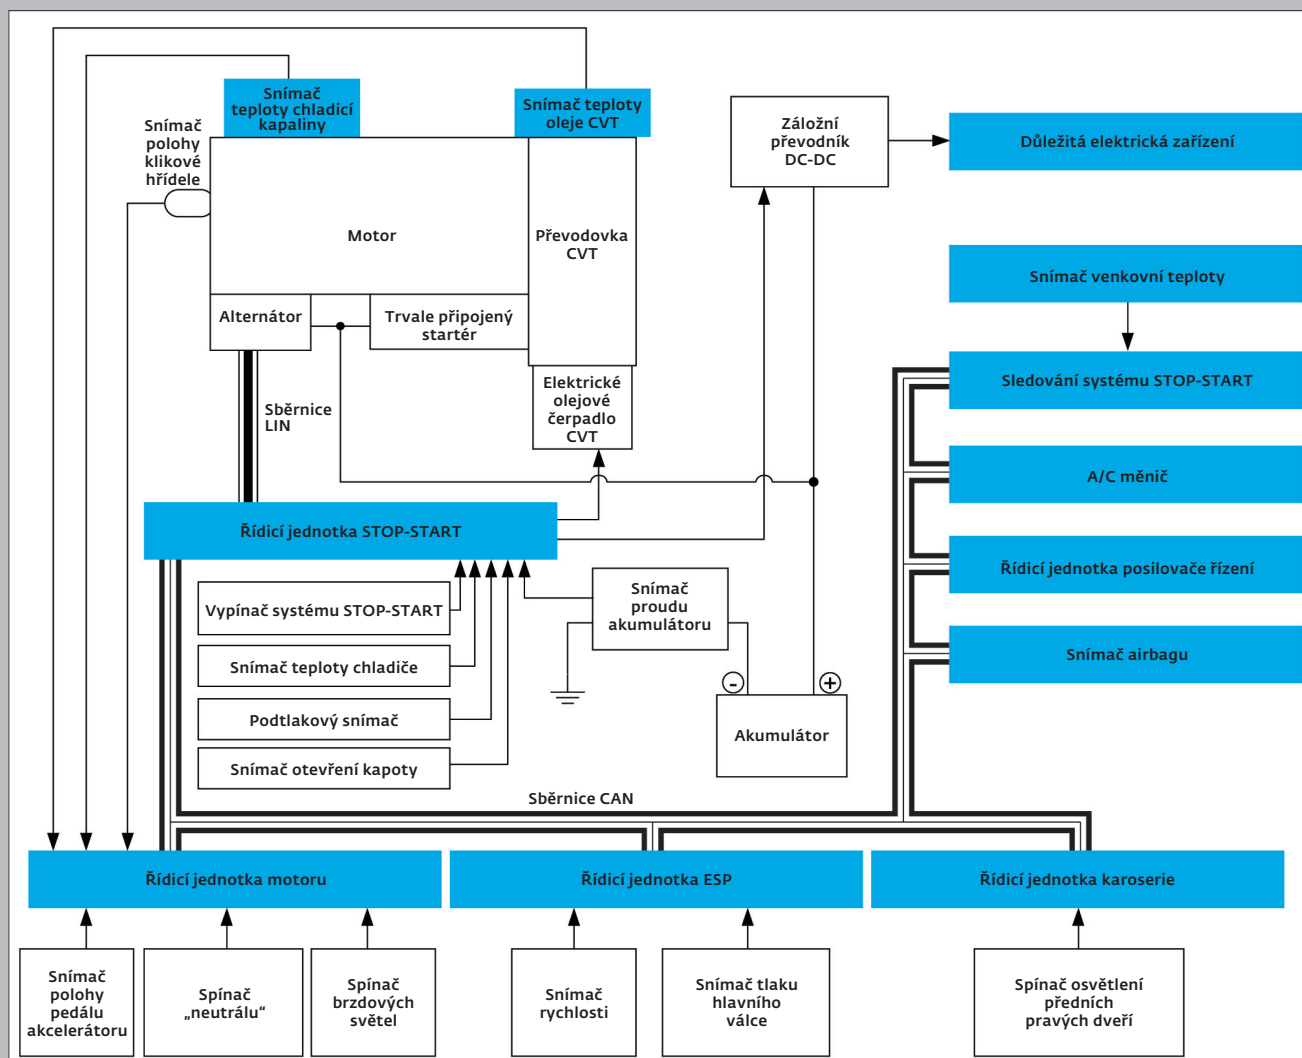 Snímač
teploty chladicí
kapaliny
Snímač teploty
oleje CVT
Snímač
polohy
klikové
hřídele
Záložní
převodník
DC-DC
Důležitá elektrická zařízení
Motor
Převodovka
CVT
Snímač venkovní teploty
Alternátor
Trvale připojený
startér
Sledování systému STOP-START
Elektrické
olejové
čerpadlo
CVT
Sběrnice
LIN
A/C měnič
Řídicí jednotka STOP-START
Řídicí jednotka posilovače řízení
Vypínač systému STOP-START
Snímač
proudu
akumulátoru
Snímač teploty chladiče
Snímač airbagu
- +
Podtlakový snímač
Akumulátor
Snímač otevření kapoty
Sběrnice CAN
Řídicí jednotka motoru
Řídicí jednotka ESP
Řídicí jednotka karoserie
Snímač
polohy
pedálu
akcelerátoru
Spínač
„neutrálu“
Spínač
brzdových
světel
Snímač
rychlosti
Snímač tlaku
hlavního
válce
Spínač osvětlení
předních
pravých dveří